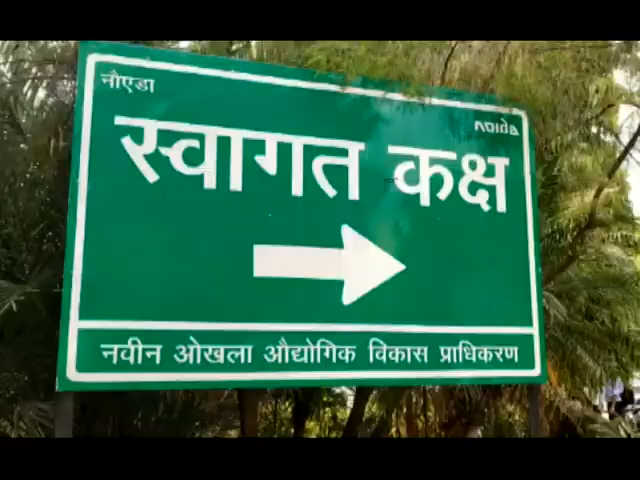 नौएडा
noida
स्वागत कक्ष
नवीन ओखला औद्योगिक विकास प्राधिकरण